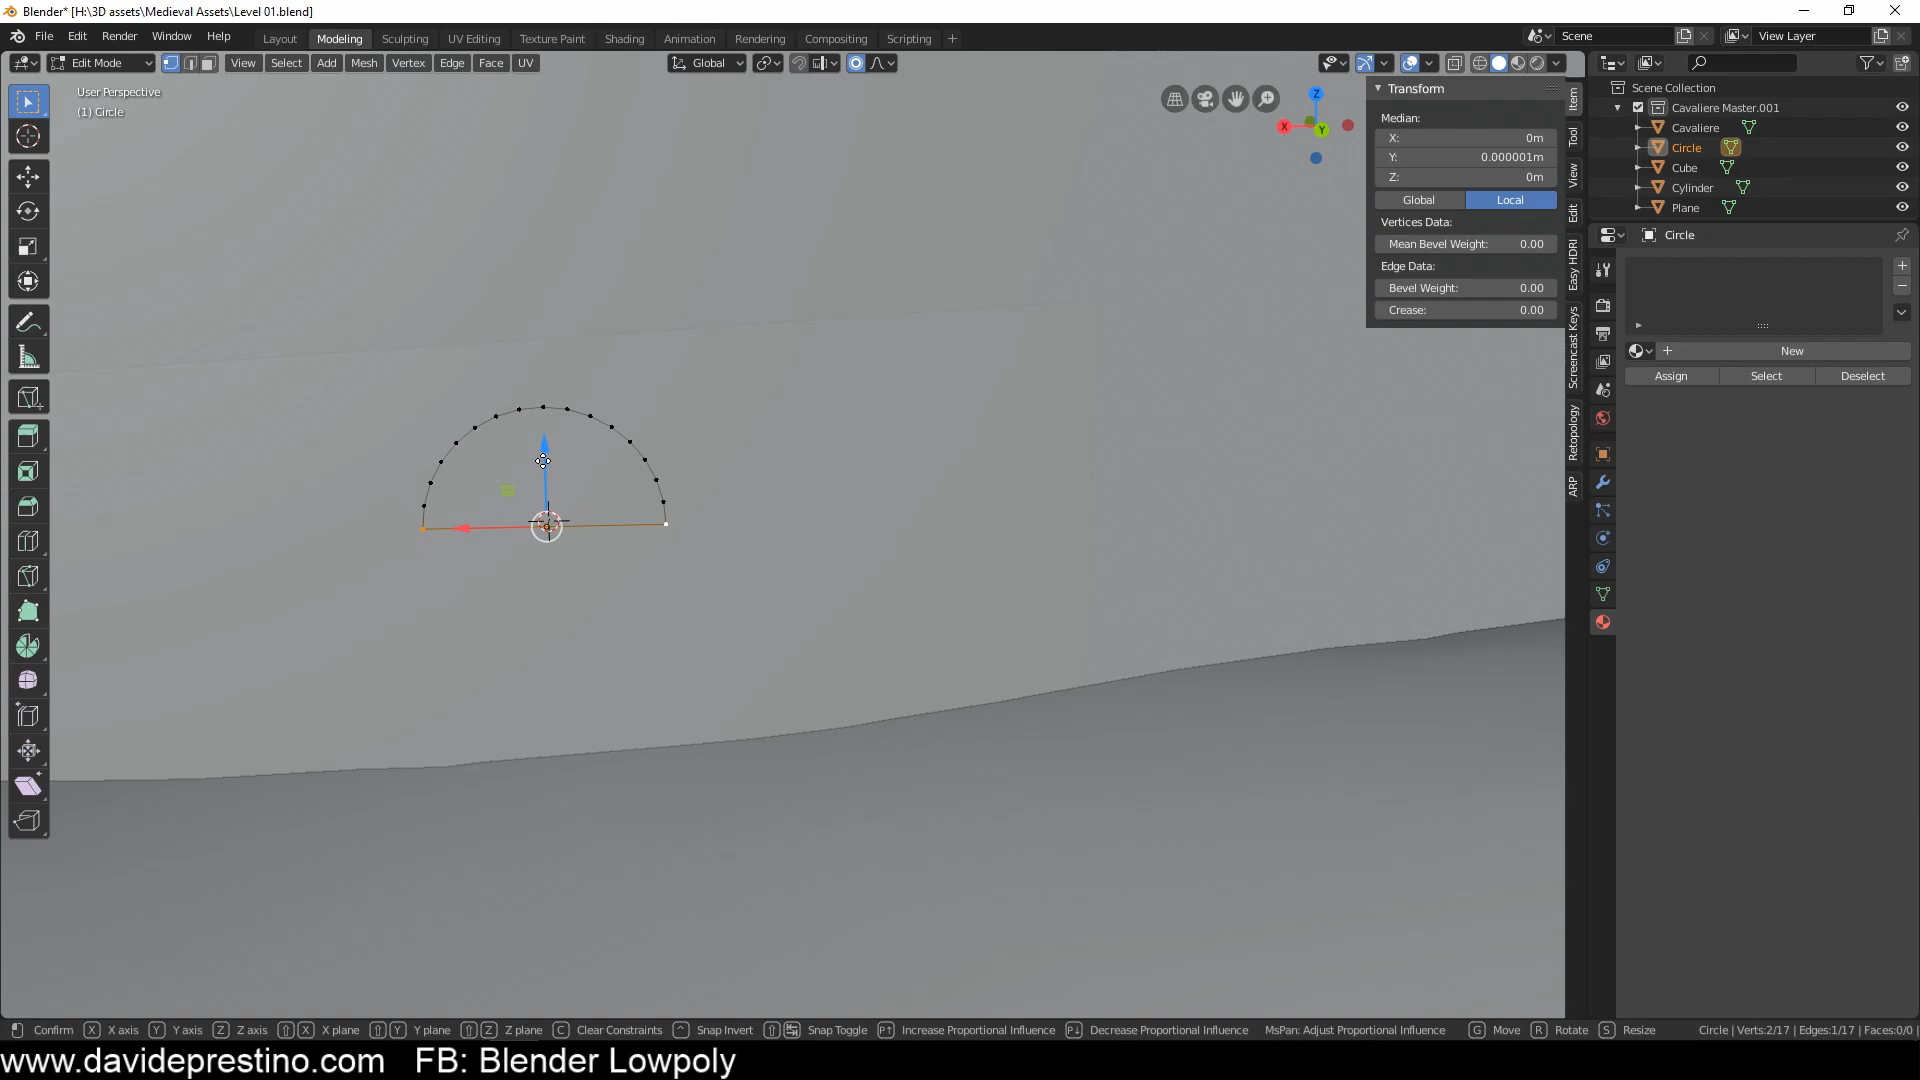 Blender* [H:\3D assets\Medieval Assets\Level 01.blend]
File Edit Render Window Help Layout Modeling Sculpting UV Editing Texture Paint Shading Animation Rendering Compositing Scripting + Scene View Layer
Edit Mode View Select Add Mesh Vertex Edge Face UV Global
User Perspective
(1) Circle
Z
X
Y
Transform
Median:
X: 0m
Y: 0.000001m
Z: 0m
Global Local
Vertices Data:
Mean Bevel Weight: 0.00
Edge Data:
Bevel Weight: 0.00
Crease: 0.00
Item
Tool
View
Edit
Easy HDRI
Screencast Keys
Retopology
ARP
Scene Collection
Cavaliere Master.001
Cavaliere
Circle
Cube
Cylinder
Plane
Circle
New
Assign Select Deselect
Confirm X X axis Y Y axis Z Z axis X X plane Y Y plane Z Z plane C Clear Constraints Snap Invert Snap Toggle P↑ Increase Proportional Influence P↓ Decrease Proportional Influence MsPan: Adjust Proportional Influence G Move R Rotate S Resize Circle | Verts:2/17 | Edges:1/17 | Faces:0/0 |
www.davideprestino.com FB: Blender Lowpoly